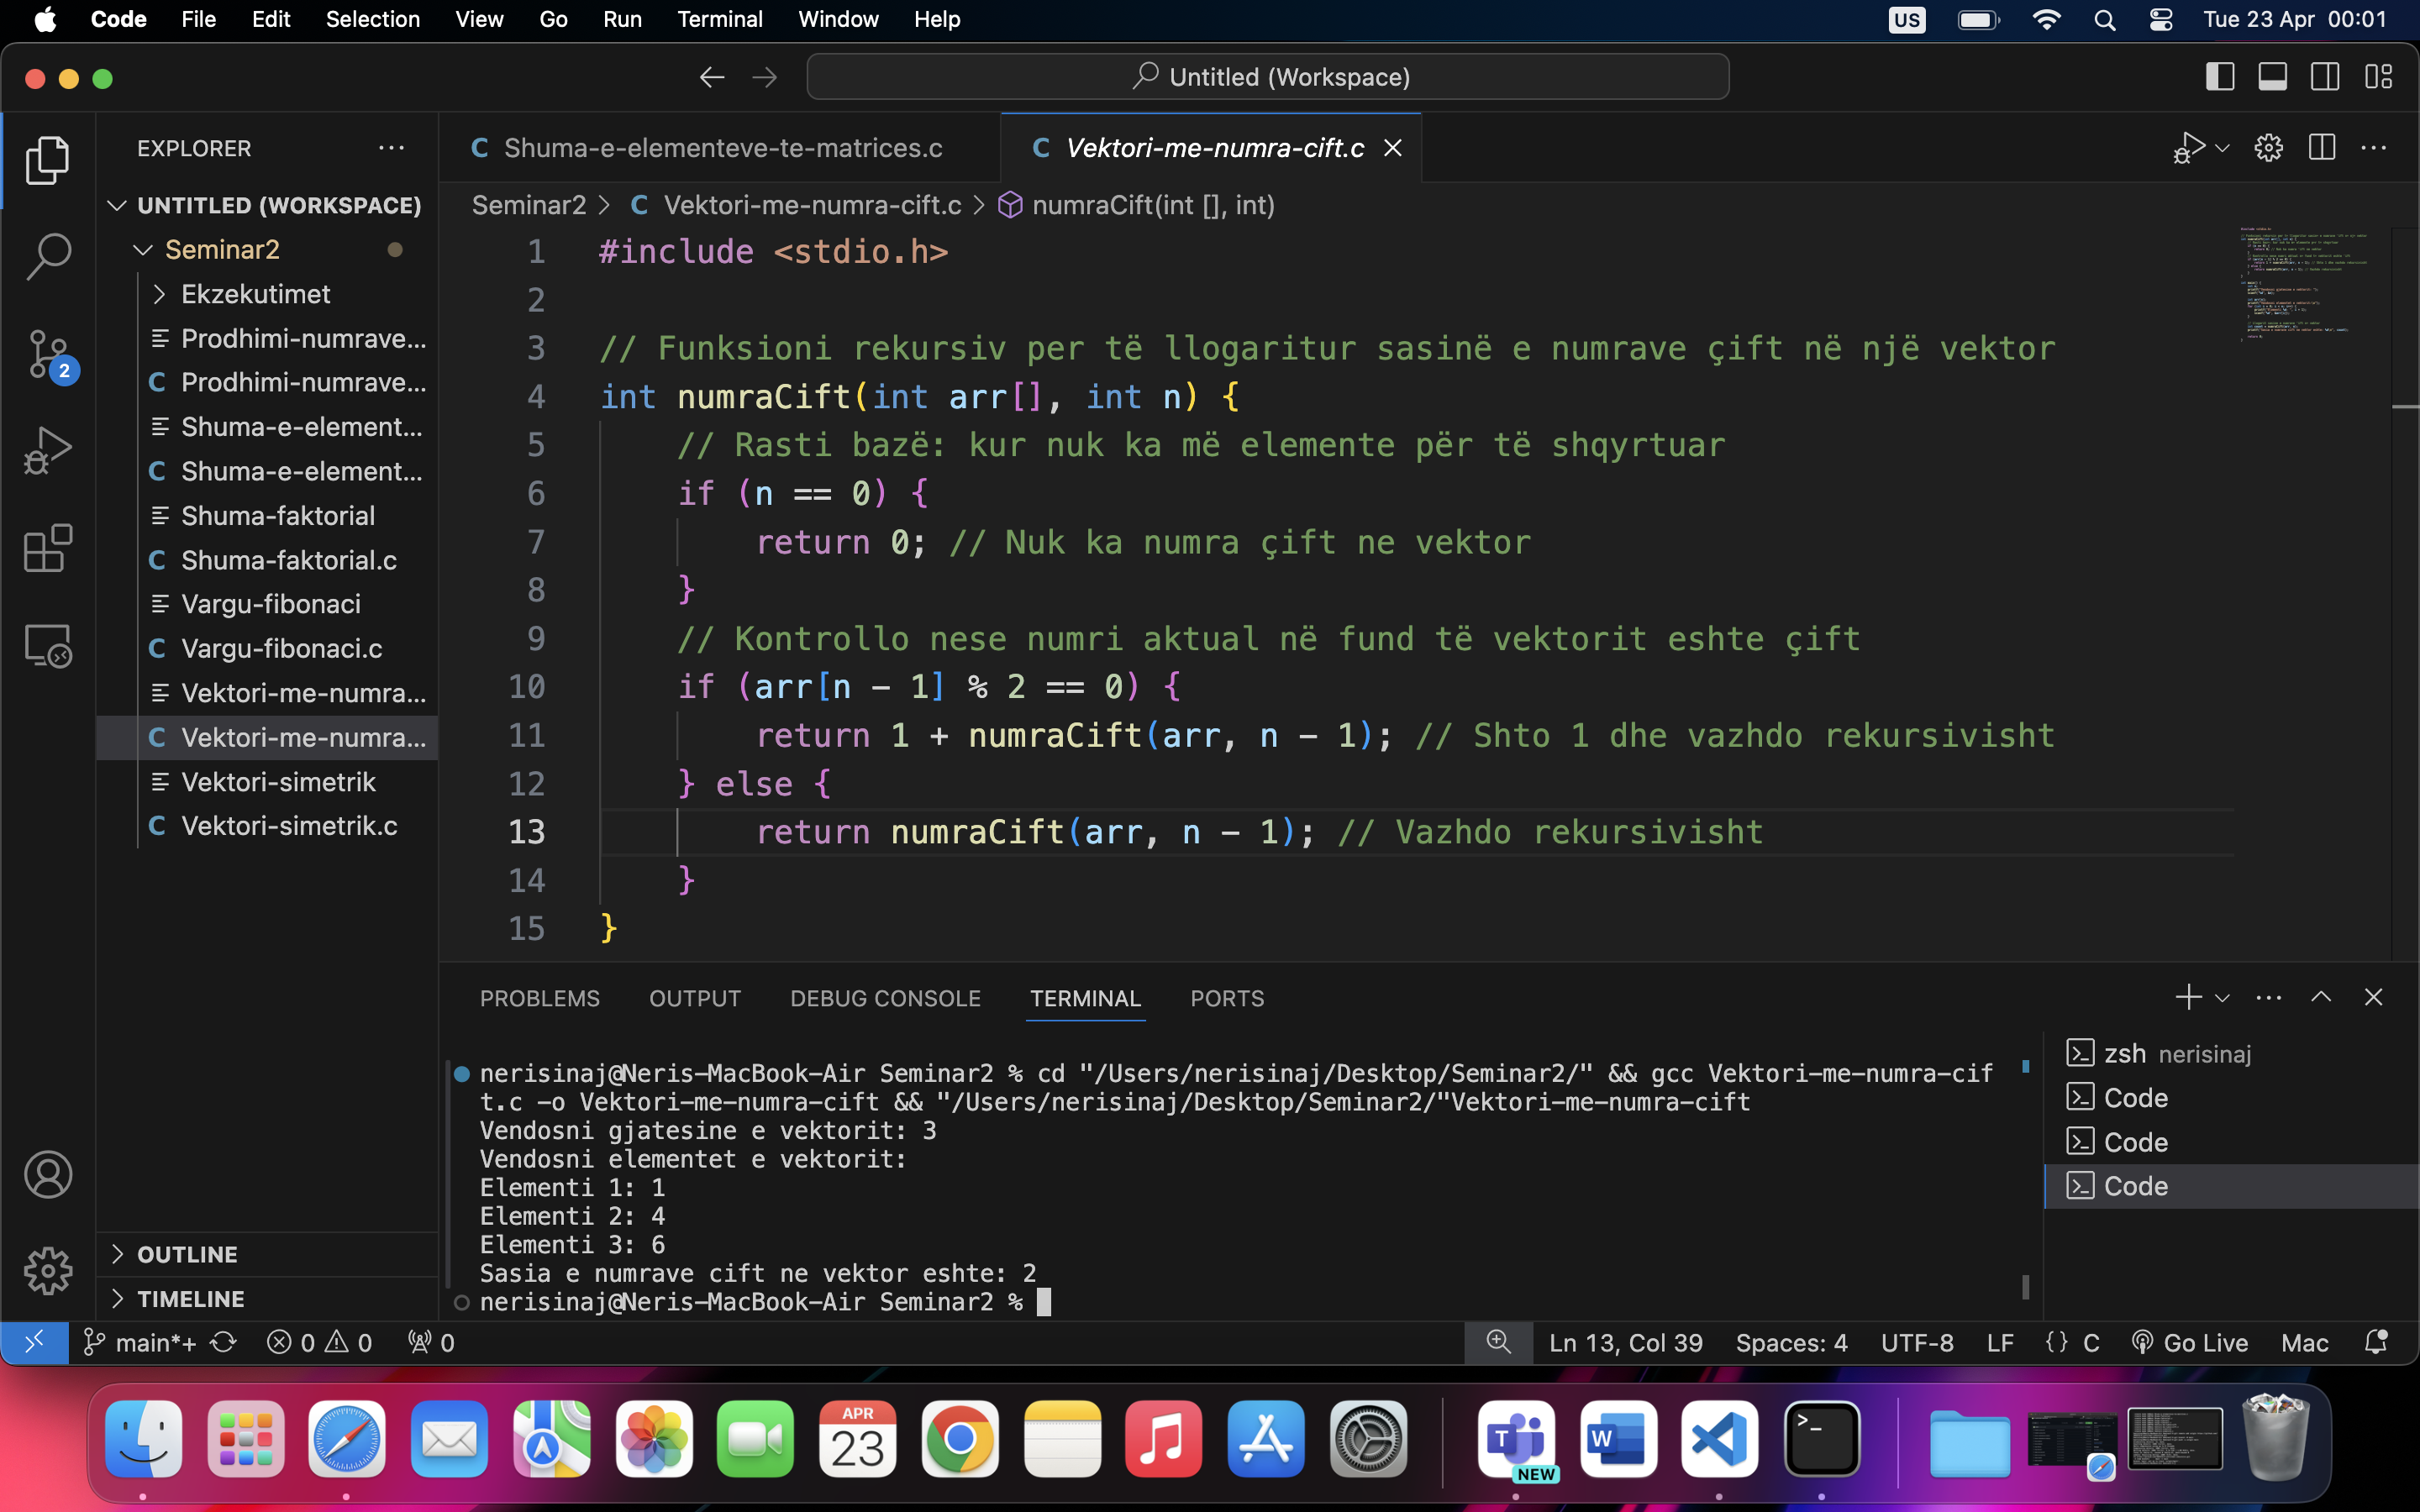 Code File Edit Selection View Go Run Terminal Window Help US Tue 23 Apr 00:01
Untitled (Workspace)
EXPLORER
UNTITLED (WORKSPACE)
Seminar2
Ekzekutimet
Prodhimi-numrave...
C Prodhimi-numrave...
Shuma-e-element...
C Shuma-e-element...
Shuma-faktorial
C Shuma-faktorial.c
Vargu-fibonaci
C Vargu-fibonaci.c
Vektori-me-numra...
C Vektori-me-numra...
Vektori-simetrik
C Vektori-simetrik.c
OUTLINE
TIMELINE
2
C Shuma-e-elementeve-te-matrices.c
C Vektori-me-numra-cift.c
Seminar2 > C Vektori-me-numra-cift.c > numraCift(int [], int)
1 #include <stdio.h>
2
3 // Funksioni rekursiv per të llogaritur sasinë e numrave çift në një vektor
4 int numraCift(int arr[], int n) {
5 // Rasti bazë: kur nuk ka më elemente për të shqyrtuar
6 if (n == 0) {
7 return 0; // Nuk ka numra çift ne vektor
8 }
9 // Kontrollo nese numri aktual në fund të vektorit eshte çift
10 if (arr[n - 1] % 2 == 0) {
11 return 1 + numraCift(arr, n - 1); // Shto 1 dhe vazhdo rekursivisht
12 } else {
13 return numraCift(arr, n - 1); // Vazhdo rekursivisht
14 }
15 }
PROBLEMS OUTPUT DEBUG CONSOLE TERMINAL PORTS
nerisinaj@Neris-MacBook-Air Seminar2 % cd "/Users/nerisinaj/Desktop/Seminar2/" && gcc Vektori-me-numra-cif
t.c -o Vektori-me-numra-cift && "/Users/nerisinaj/Desktop/Seminar2/"Vektori-me-numra-cift
Vendosni gjatesine e vektorit: 3
Vendosni elementet e vektorit:
Elementi 1: 1
Elementi 2: 4
Elementi 3: 6
Sasia e numrave cift ne vektor eshte: 2
nerisinaj@Neris-MacBook-Air Seminar2 %
zsh nerisinaj
Code
Code
Code
main*+ 0 0 0 Ln 13, Col 39 Spaces: 4 UTF-8 LF {} C Go Live Mac
APR
23
T
NEW
W
>_